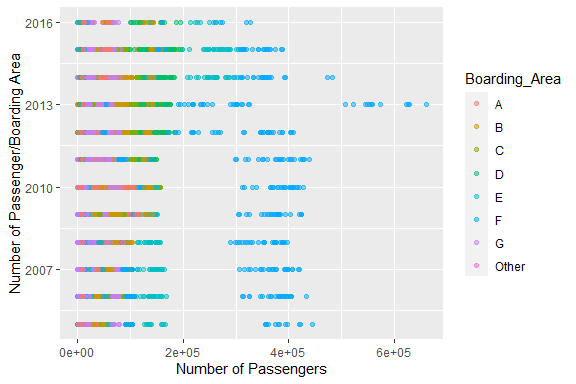 2016
2013
2010
2007
Number of Passenger/Boarding Area
0e+00 2e+05 4e+05 6e+05
Number of Passengers
Boarding_Area
A
B
C
D
E
F
G
Other